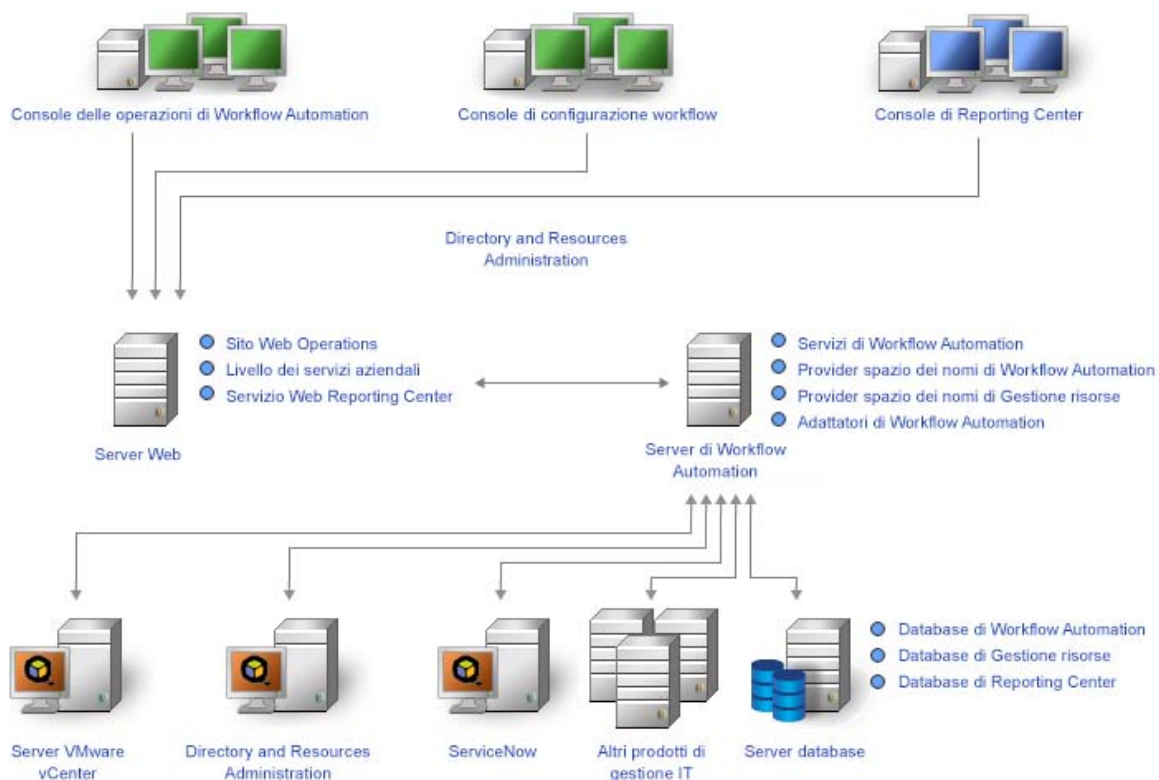 Console delle operazioni di Workflow Automation
Console di configurazione workflow
Console di Reporting Center
Directory and Resources
Administration
Sito Web Operations
Livello dei servizi aziendali
Servizio Web Reporting Center
Server Web
Servizi di Workflow Automation
Provider spazio dei nomi di Workflow Automation
Provider spazio dei nomi di Gestione risorse
Adattatori di Workflow Automation
Server di Workflow
Automation
Server VMware
vCenter
Directory and Resources
Administration
ServiceNow
Altri prodotti di
gestione IT
Server database
Database di Workflow Automation
Database di Gestione risorse
Database di Reporting Center